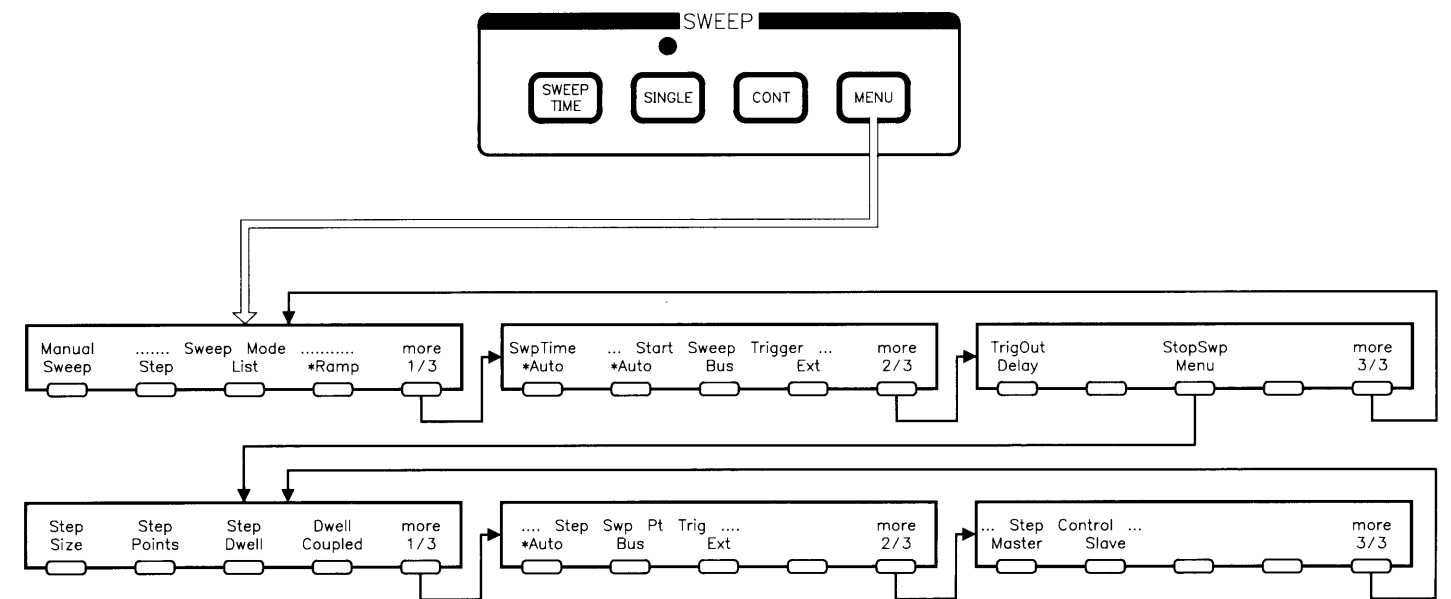 SWEEP
SWEEP
TIME
SINGLE
CONT
MENU
Manual ....... Sweep Mode ........... more
Sweep Step List *Ramp 1/3
SwpTime ... Start Sweep Trigger ... more
*Auto *Auto Bus Ext 2/3
TrigOut StopSwp more
Delay Menu 3/3
Step Step Step Dwell more
Size Points Dwell Coupled 1/3
.... Step Swp Pt Trig .... more
*Auto Bus Ext 2/3
... Step Control ... more
Master Slave 3/3